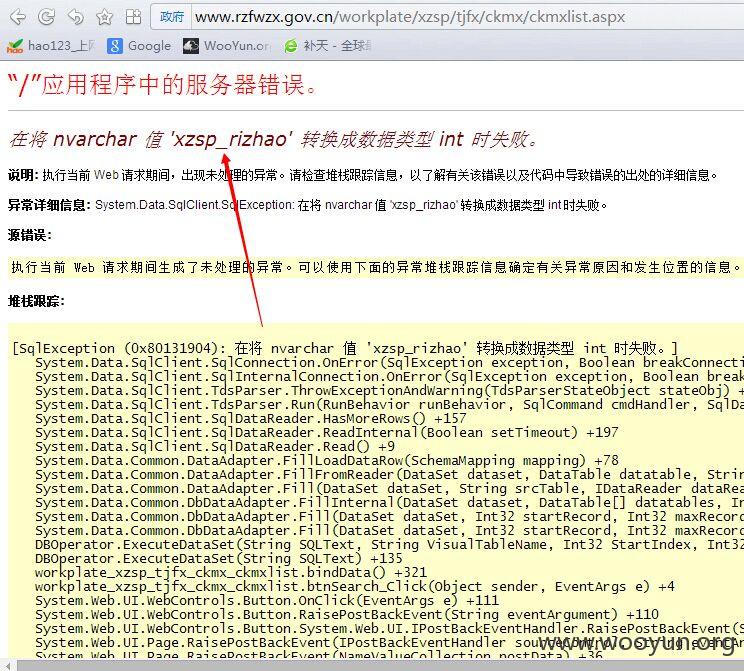 政府 www.rzfwzx.gov.cn/workplate/xzsp/tjfx/ckmx/ckmxlist.aspx
hao123_上网 Google WooYun.org 补天 - 全球最
“/”应用程序中的服务器错误。
在将 nvarchar 值 'xzsp_rizhao' 转换成数据类型 int 时失败。
说明: 执行当前 Web 请求期间，出现未处理的异常。请检查堆栈跟踪信息，以了解有关该错误以及代码中导致错误的出处的详细信息。
异常详细信息: System.Data.SqlClient.SqlException: 在将 nvarchar 值 'xzsp_rizhao' 转换成数据类型 int 时失败。
源错误:
执行当前 Web 请求期间生成了未处理的异常。可以使用下面的异常堆栈跟踪信息确定有关异常原因和发生位置的信息。
堆栈跟踪:
[SqlException (0x80131904): 在将 nvarchar 值 'xzsp_rizhao' 转换成数据类型 int 时失败。]
System.Data.SqlClient.SqlConnection.OnError(SqlException exception, Boolean breakConnecti
System.Data.SqlClient.SqlInternalConnection.OnError(SqlException exception, Boolean break
System.Data.SqlClient.TdsParser.ThrowExceptionAndWarning(TdsParserStateObject stateObj) +
System.Data.SqlClient.TdsParser.Run(RunBehavior runBehavior, SqlCommand cmdHandler, SqlDa
System.Data.SqlClient.SqlDataReader.HasMoreRows() +157
System.Data.SqlClient.SqlDataReader.ReadInternal(Boolean setTimeout) +197
System.Data.SqlClient.SqlDataReader.Read() +9
System.Data.Common.DataAdapter.FillLoadDataRow(SchemaMapping mapping) +78
System.Data.Common.DataAdapter.FillFromReader(DataSet dataset, DataTable datatable, Strin
System.Data.Common.DataAdapter.Fill(DataSet dataSet, String srcTable, IDataReader dataRea
System.Data.Common.DbDataAdapter.FillInternal(DataSet dataset, DataTable[] datatables, In
System.Data.Common.DbDataAdapter.Fill(DataSet dataSet, Int32 startRecord, Int32 maxRecord
System.Data.Common.DbDataAdapter.Fill(DataSet dataSet, Int32 startRecord, Int32 maxRecord
DBOperator.ExecuteDataSet(String SQLText, String VisualTableName, Int32 StartIndex, Int32
DBOperator.ExecuteDataSet(String SQLText) +135
workplate_xzsp_tjfx_ckmx_ckmxlist.bindData() +321
workplate_xzsp_tjfx_ckmx_ckmxlist.btnSearch_Click(Object sender, EventArgs e) +4
System.Web.UI.WebControls.Button.OnClick(EventArgs e) +111
System.Web.UI.WebControls.Button.RaisePostBackEvent(String eventArgument) +110
System.Web.UI.WebControls.Button.System.Web.UI.IPostBackEventHandler.RaisePostBackEvent(S
System.Web.UI.Page.RaisePostBackEvent(IPostBackEventHandler sourceControl, String eventAr
System.Web.UI.Page.RaisePostBackEvent(NameValueCollection postData) +36
www.wooyun.org